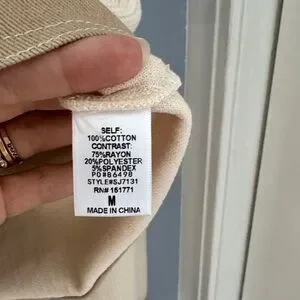 SELF:
100%COTTON
CONTRAST:
75%RAYON
20%POLYESTER
5%SPANDEX
PO#86498
STYLE#SJ7131
RN# 151771
M
MADE IN CHINA